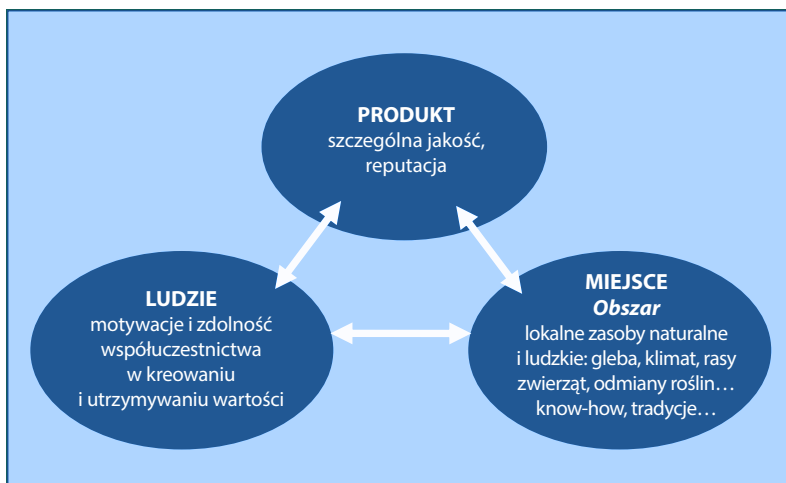 PRODUKT
szczególna jakość,
reputacja
LUDZIE
motywacje i zdolność
współuczestnictwa
w kreowaniu
i utrzymywaniu wartości
MIEJSCE
Obszar
lokalne zasoby naturalne
i ludzkie: gleba, klimat, rasy
zwierząt, odmiany roślin…
know-how, tradycje…